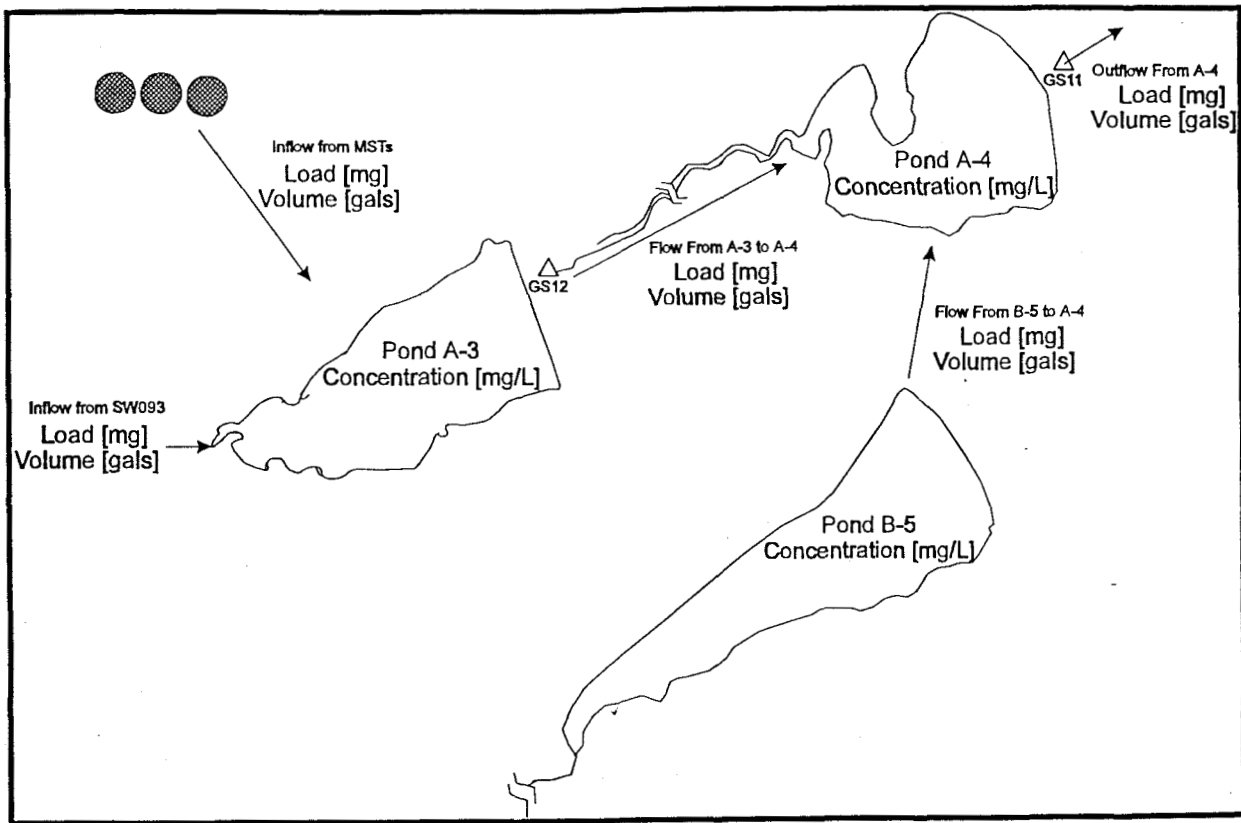 GS11
Outflow From A-4
Load [mg]
Volume [gals]
Inflow from MSTs
Load [mg]
Volume [gals]
Pond A-4
Concentration [mg/L]
GS12
Flow From A-3 to A-4
Load [mg]
Volume [gals]
Flow From B-5 to A-4
Load [mg]
Volume [gals]
Pond A-3
Concentration [mg/L]
Inflow from SW093
Load [mg]
Volume [gals]
Pond B-5
Concentration [mg/L]